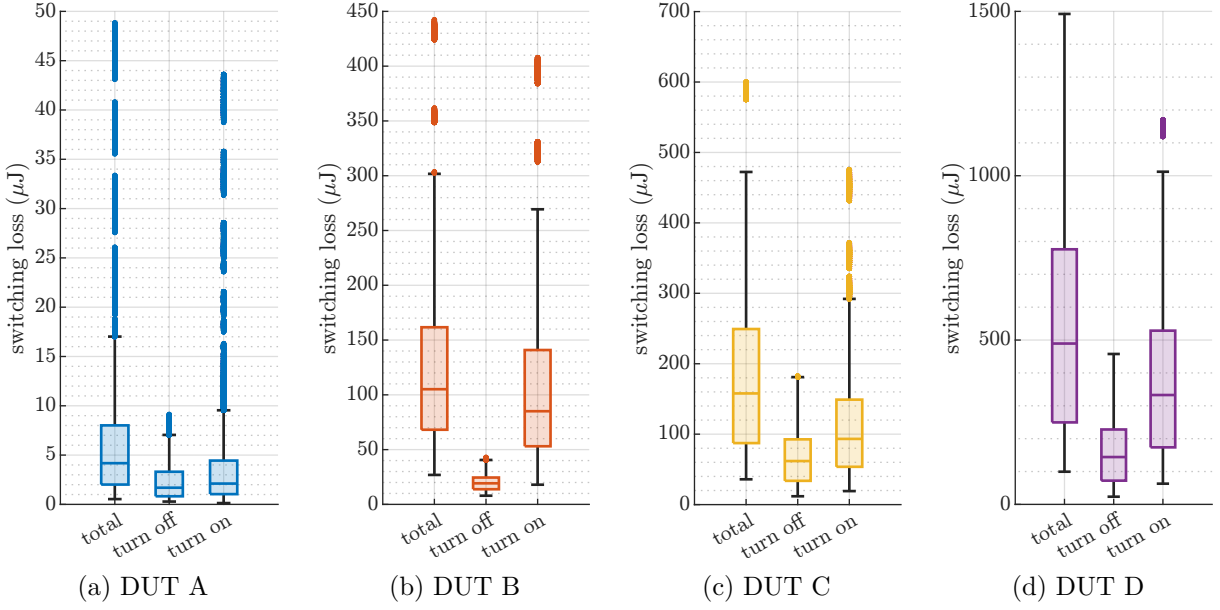 switching loss (μJ)
50
45
40
35
30
25
20
15
10
5
0
total
turn off
turn on
(a) DUT A
switching loss (μJ)
450
400
350
300
250
200
150
100
50
0
total
turn off
turn on
(b) DUT B
switching loss (μJ)
700
600
500
400
300
200
100
0
total
turn off
turn on
(c) DUT C
switching loss (μJ)
1500
1000
500
0
total
turn off
turn on
(d) DUT D